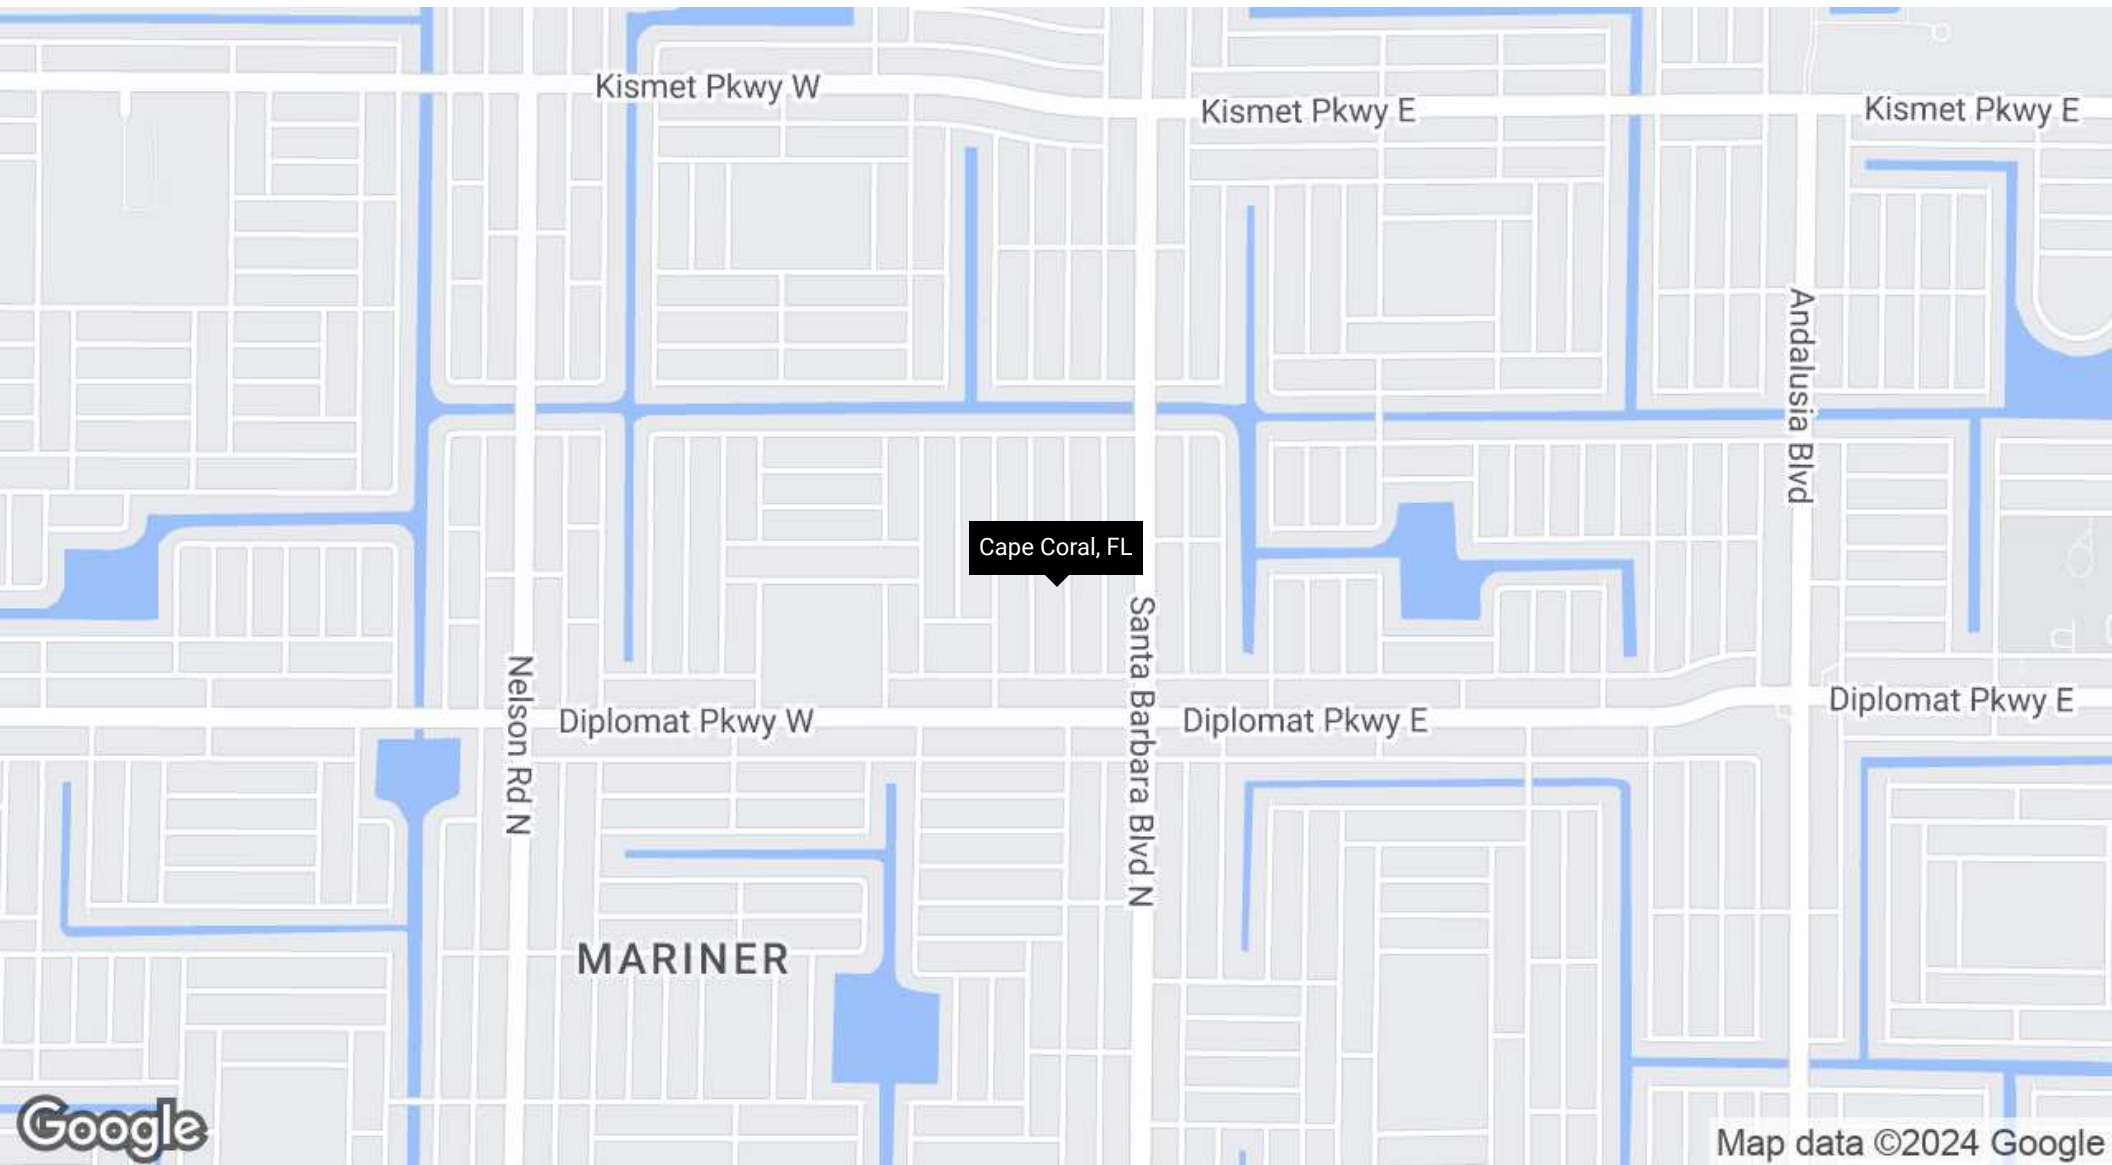 Kismet Pkwy W
Kismet Pkwy E
Kismet Pkwy E
Andalusia Blvd
Cape Coral, FL
Santa Barbara Blvd N
Nelson Rd N
Diplomat Pkwy W
Diplomat Pkwy E
Diplomat Pkwy E
MARINER
Google
Map data ©2024 Google